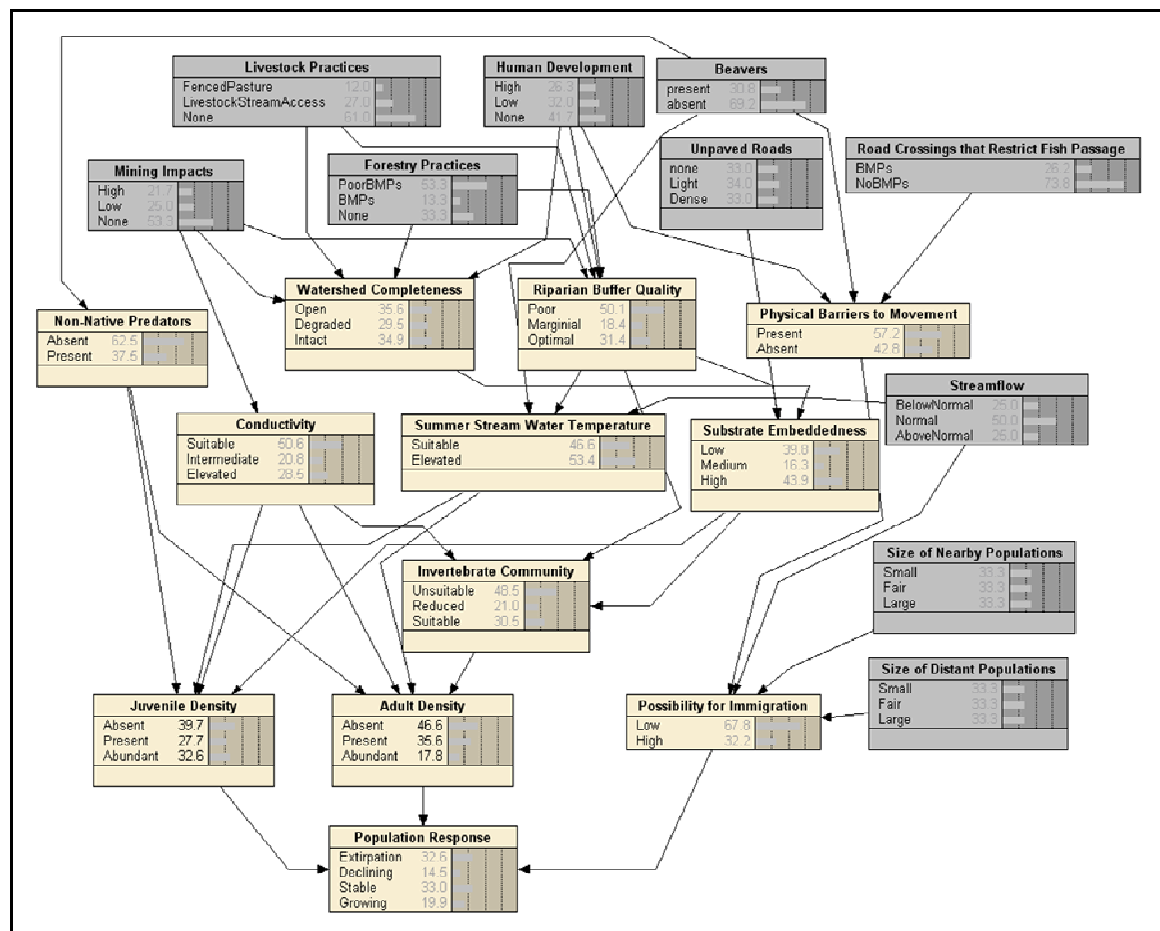 Livestock Practices
FencedPasture 12.0
LivestockStreamAccess 27.0
None 61.0
Human Development
High 26.3
Low 32.0
None 41.7
Beavers
present 30.8
absent 69.2
Mining Impacts
High 21.7
Low 25.0
None 53.3
Forestry Practices
PoorBMPs 53.3
BMPs 13.3
None 33.3
Unpaved Roads
none 33.0
Light 34.0
Dense 33.0
Road Crossings that Restrict Fish Passage
BMPs 26.2
NoBMPs 73.8
Non-Native Predators
Absent 62.5
Present 37.5
Watershed Completeness
Open 35.6
Degraded 29.5
Intact 34.9
Riparian Buffer Quality
Poor 50.1
Marginial 18.4
Optimal 31.4
Physical Barriers to Movement
Present 57.2
Absent 42.8
Streamflow
BelowNormal 25.0
Normal 50.0
AboveNormal 25.0
Conductivity
Suitable 50.6
Intermediate 20.8
Elevated 28.5
Summer Stream Water Temperature
Suitable 46.6
Elevated 53.4
Substrate Embeddedness
Low 39.8
Medium 16.3
High 43.9
Invertebrate Community
Unsuitable 48.5
Reduced 21.0
Suitable 30.5
Size of Nearby Populations
Small 33.3
Fair 33.3
Large 33.3
Size of Distant Populations
Small 33.3
Fair 33.3
Large 33.3
Juvenile Density
Absent 39.7
Present 27.7
Abundant 32.6
Adult Density
Absent 46.6
Present 35.6
Abundant 17.8
Possibility for Immigration
Low 67.8
High 32.2
Population Response
Extirpation 32.6
Declining 14.5
Stable 33.0
Growing 19.9